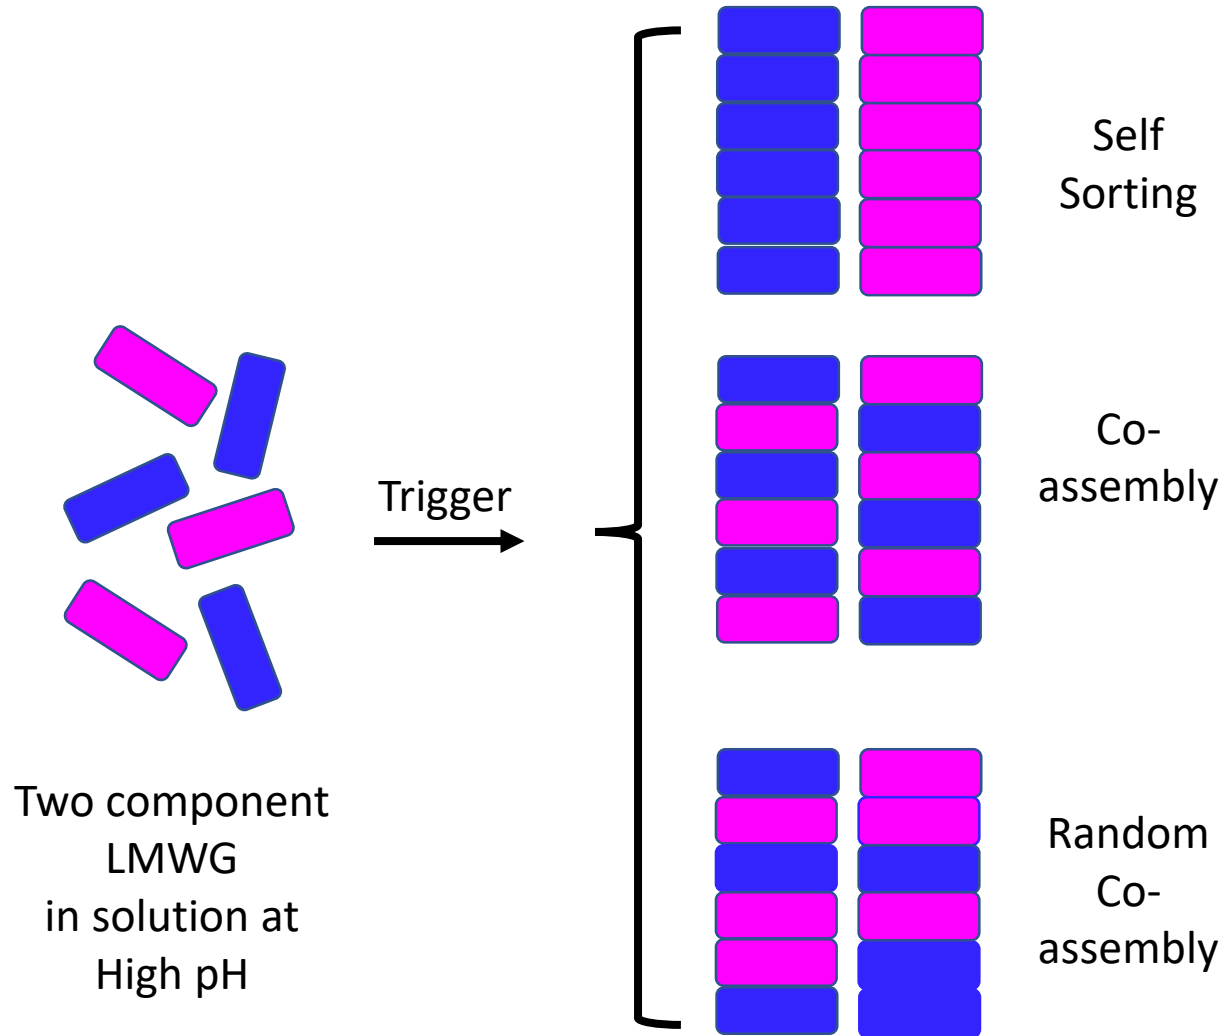 Self
Sorting
Co-
assembly
Trigger
Two component
LMWG
in solution at
High pH
Random
Co-
assembly